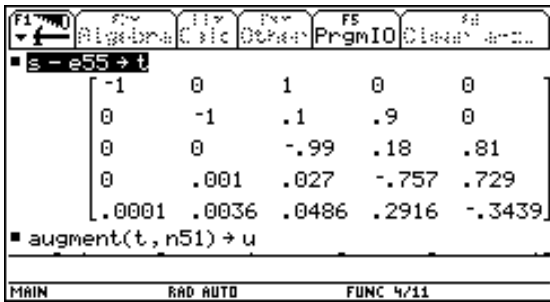 F1 F5 PrgmIO
s - e55 → t
-1 0 1 0 0
0 -1 .1 .9 0
0 0 -.99 .18 .81
0 .001 .027 -.757 .729
.0001 .0036 .0486 .2916 -.3439
augment(t,n51) → u
MAIN RAD AUTO FUNC 4/11